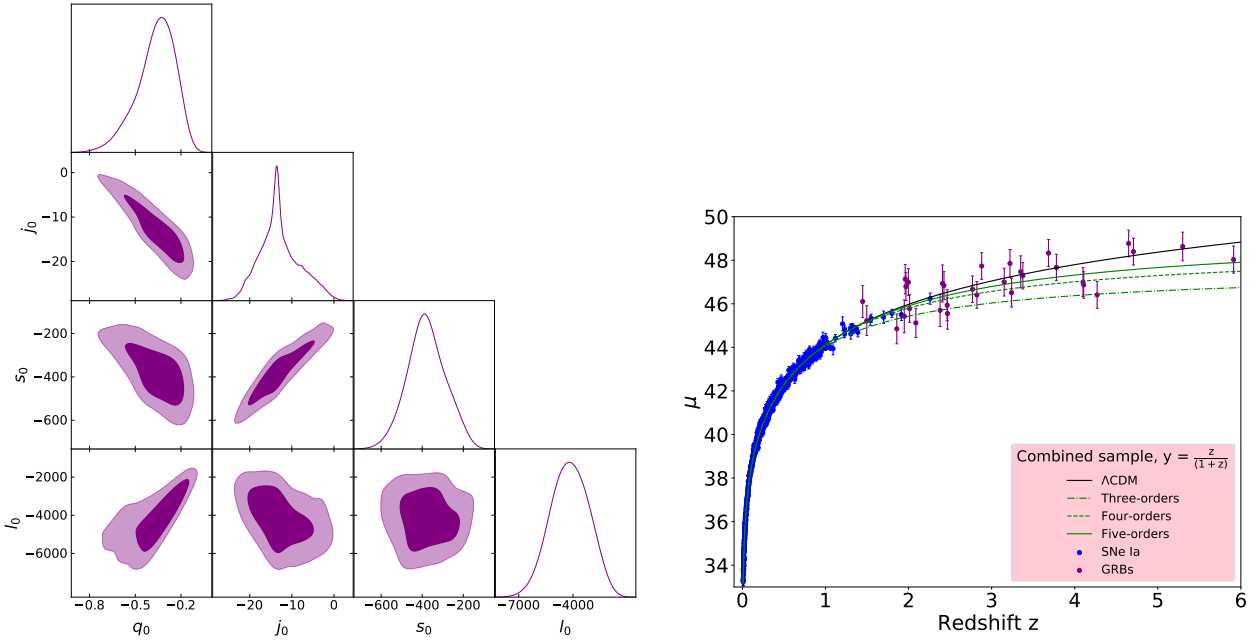 0
−10
−20
j0
−200
−400
−600
s0
−2000
−4000
−6000
l0
−0.8 −0.5 −0.2
q0
−20 −10 0
j0
−600 −400 −200
s0
−7000 −4000
l0
50
48
46
44
42
40
38
36
34
μ
Combined sample, y = z/(1+z)
ΛCDM
Three-orders
Four-orders
Five-orders
SNe Ia
GRBs
0 1 2 3 4 5 6
Redshift z